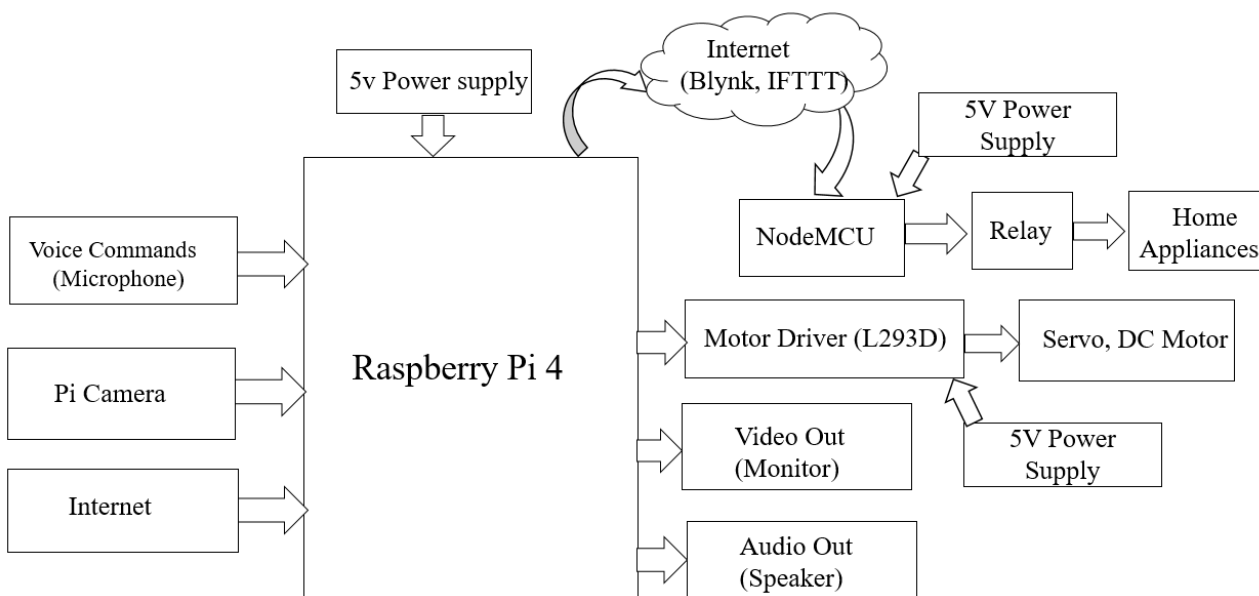 5v Power supply
Internet
(Blynk, IFTTT)
5V Power
Supply
Voice Commands
(Microphone)
NodeMCU
Relay
Home
Appliances
Raspberry Pi 4
Motor Driver (L293D)
Servo, DC Motor
Pi Camera
Video Out
(Monitor)
5V Power
Supply
Internet
Audio Out
(Speaker)